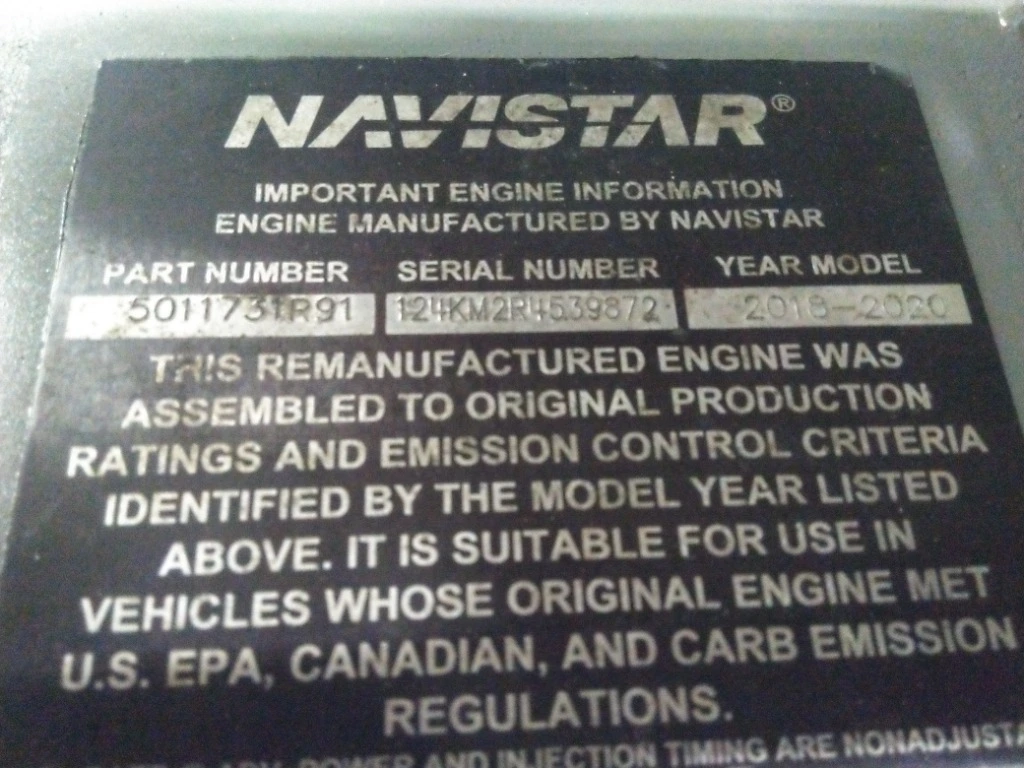 NAVISTAR®
IMPORTANT ENGINE INFORMATION
ENGINE MANUFACTURED BY NAVISTAR
PART NUMBER SERIAL NUMBER YEAR MODEL
5011731R91 124KM2R4539872 2018-2020
THIS REMANUFACTURED ENGINE WAS
ASSEMBLED TO ORIGINAL PRODUCTION
RATINGS AND EMISSION CONTROL CRITERIA
IDENTIFIED BY THE MODEL YEAR LISTED
ABOVE. IT IS SUITABLE FOR USE IN
VEHICLES WHOSE ORIGINAL ENGINE MET
U.S. EPA, CANADIAN, AND CARB EMISSION
REGULATIONS.
POWER AND INJECTION TIMING ARE NONADJUSTA